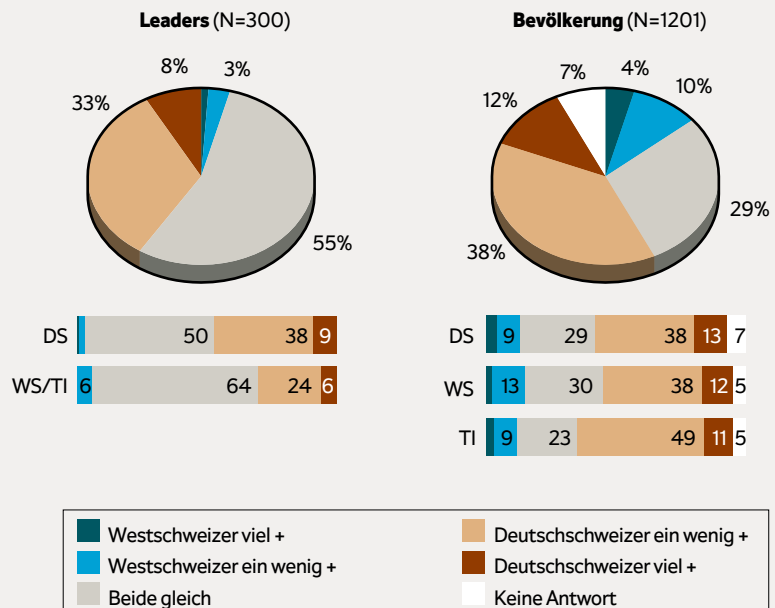 Leaders (N=300)
8%
3%
33%
55%
DS 50 38 9
WS/TI 6 64 24 6
Bevölkerung (N=1201)
7%
4%
12%
10%
29%
38%
DS 9 29 38 13 7
WS 13 30 38 12 5
TI 9 23 49 11 5
Westschweizer viel +
Westschweizer ein wenig +
Beide gleich
Deutschschweizer ein wenig +
Deutschschweizer viel +
Keine Antwort